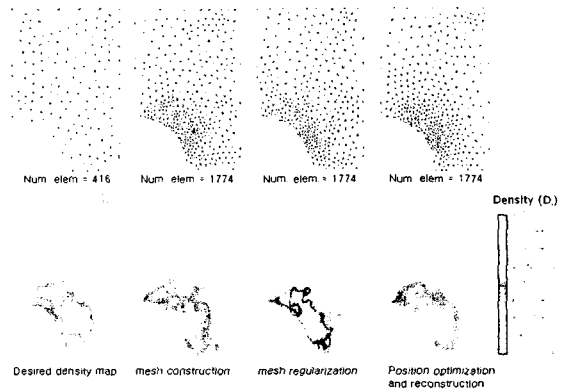 Num elem = 416
Num elem = 1774
Num. elem. = 1774
Num elem = 1774
Density (D.)
Desired density map
mesh construction
mesh regularization
Position optimization
and reconstruction